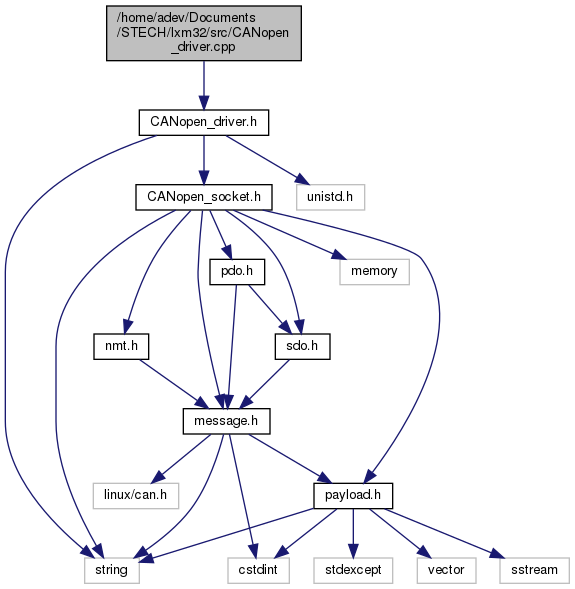 /home/adev/Documents
/STECH/lxm32/src/CANopen
_driver.cpp
CANopen_driver.h
CANopen_socket.h
unistd.h
pdo.h
memory
nmt.h
sdo.h
message.h
linux/can.h
payload.h
string
cstdint
stdexcept
vector
sstream